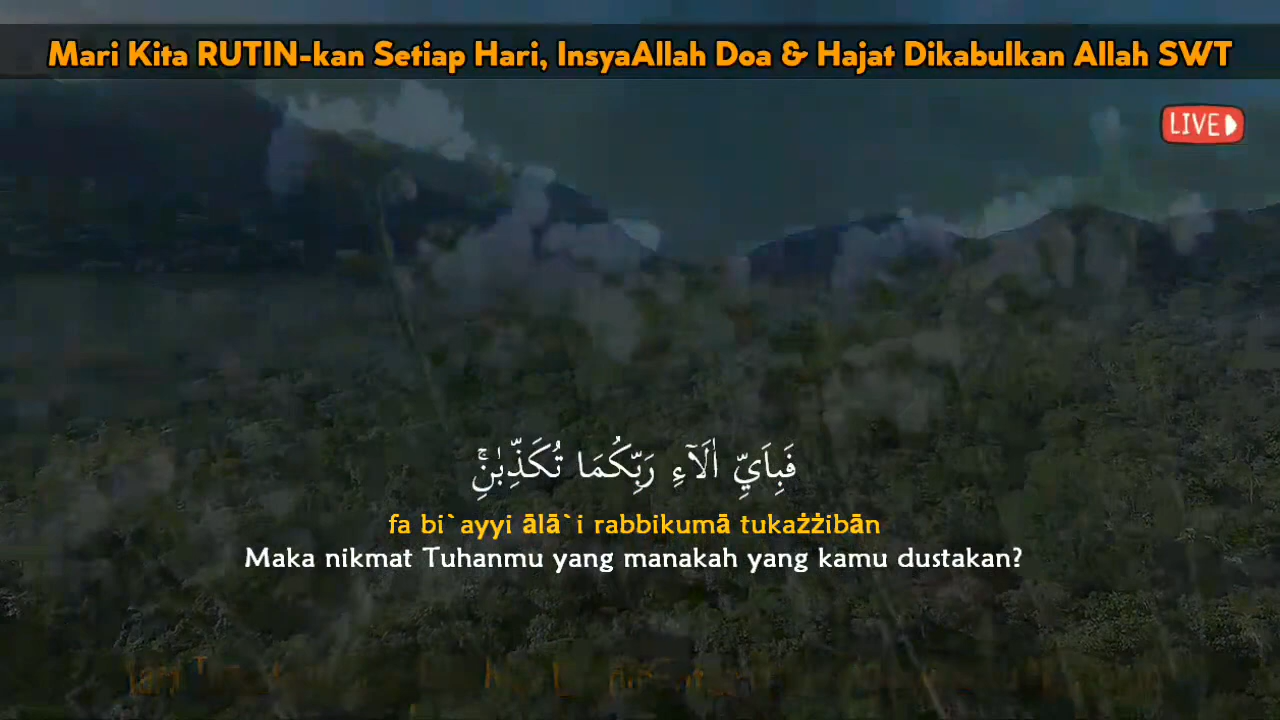 Mari Kita RUTIN-kan Setiap Hari, InsyaAllah Doa & Hajat Dikabulkan Allah SWT
LIVE
فَبِاَيِّ اٰلَاۤءِ رَبِّكُمَا تُكَذِّبٰنِۚ
fa bi`ayyi ālā`i rabbikumā tukażżibān
Maka nikmat Tuhanmu yang manakah yang kamu dustakan?